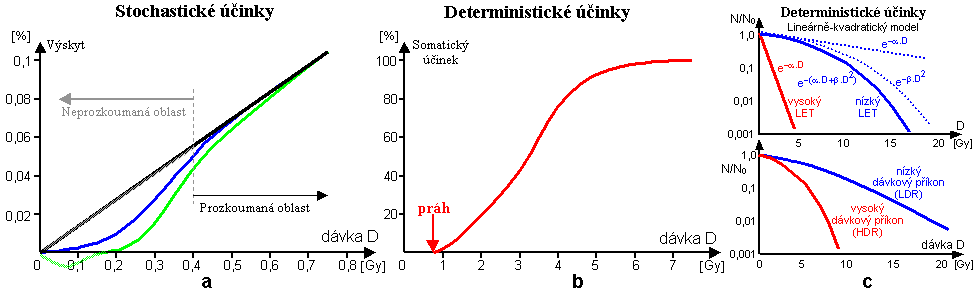 Stochastické účinky
[%]
Výskyt
0,1
0,08
0,06
0,04
0,02
Neprozkoumaná oblast
Prozkoumaná oblast
dávka D
0
0,1
0,2
0,3
0,4
0,5
0,6
0,7
0,8
[Gy]
a
Deterministické účinky
[%]
Somatický
účinek
100
80
60
40
20
práh
dávka D
0
1
2
3
4
5
6
7
[Gy]
b
Deterministické účinky
Lineárně-kvadratický model
N/N₀
1,0
0,1
0,01
0,001
e-α.D
e-α.D
e-(α.D+β.D²)
e-β.D²
vysoký
LET
nízký
LET
D
5
10
15
20
[Gy]
N/N₀
1,0
0,1
0,01
0,001
nízký
dávkový příkon
(LDR)
vysoký
dávkový příkon
(HDR)
dávka D
0
5
10
15
20
[Gy]
c